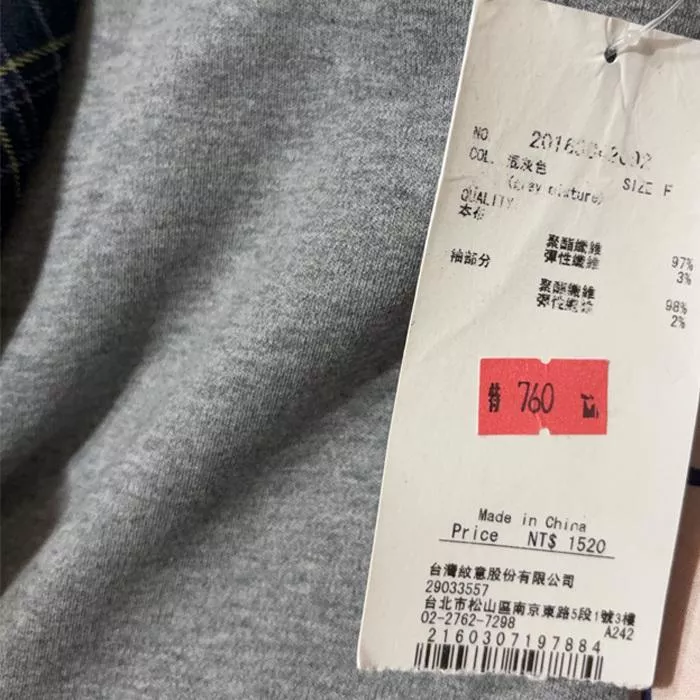 NO.
COL. 混灰色
(gray mixture) SIZE F
QUALITY
本布
聚酯纖維 97%
彈性纖維 3%
袖部分
聚酯纖維 98%
彈性纖維 2%
特 760
Made in China
Price NT$ 1520
台灣紋意股份有限公司
29033557
台北市松山區南京東路5段1號3樓
02-2762-7298 A242
2160307197884